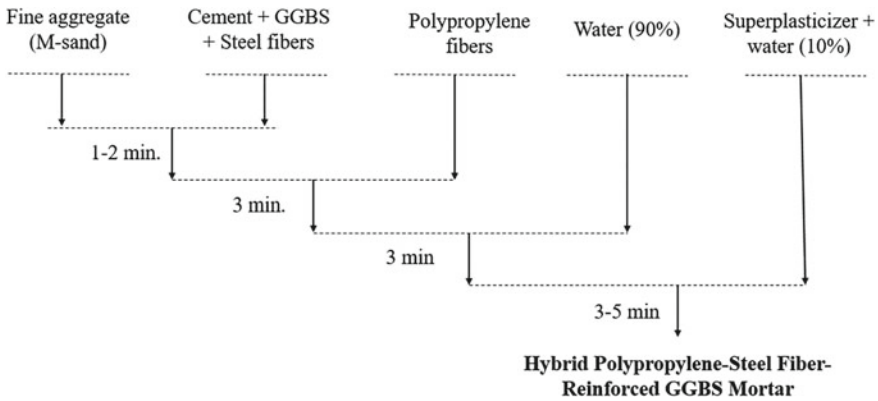 Fine aggregate
(M-sand)
Cement + GGBS
+ Steel fibers
Polypropylene
fibers
Water (90%)
Superplasticizer +
water (10%)
1-2 min.
3 min.
3 min
3-5 min
Hybrid Polypropylene-Steel Fiber-
Reinforced GGBS Mortar